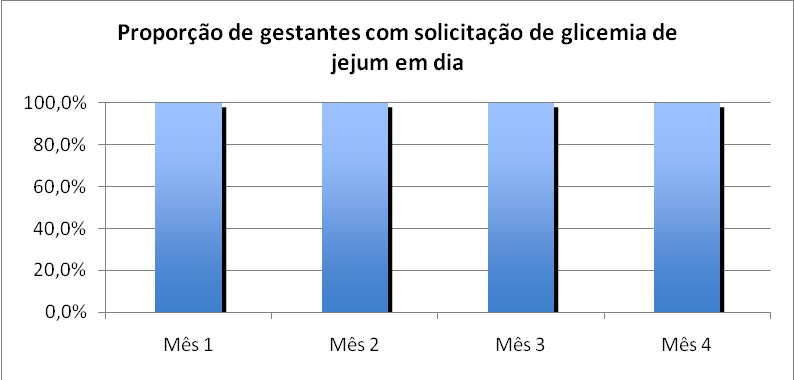 Proporção de gestantes com solicitação de glicemia de
jejum em dia
100,0%
80,0%
60,0%
40,0%
20,0%
0,0%
Mês 1
Mês 2
Mês 3
Mês 4